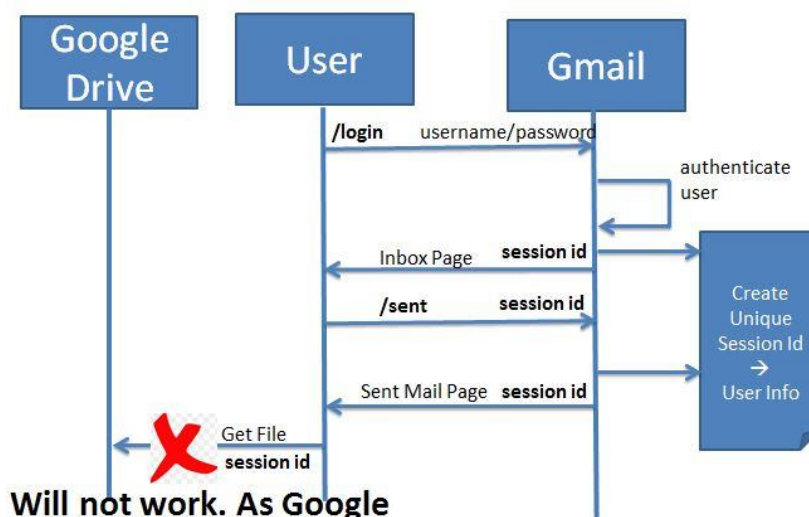 Google
Drive
User
Gmail
/login username/password
authenticate
user
Inbox Page session id
/sent session id
Create
Unique
Session Id
→
User Info
Sent Mail Page session id
Get File
session id
Will not work. As Google